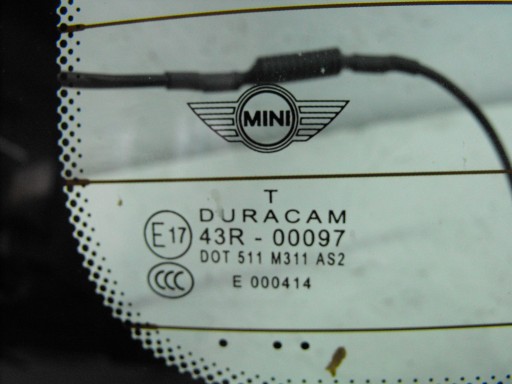 MINI
T
DURACAM
E17 43R - 00097
DOT 511 M311 AS2
CCC E 000414